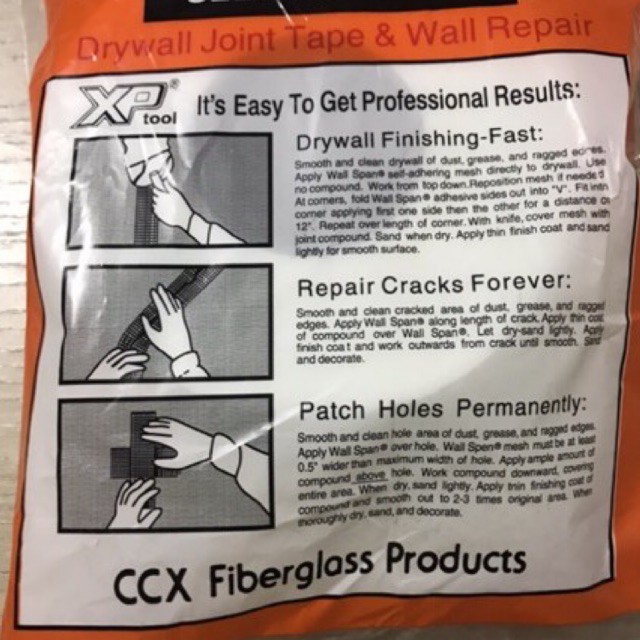 Drywall Joint Tape & Wall Repair
XP® tool
It's Easy To Get Professional Results:
Drywall Finishing-Fast:
Smooth and clean drywall of dust, grease, and ragged edges.
Apply Wall Span® self-adhering mesh directly to drywall. Use
no compound. Work from top down.Reposition mesh if needed
At corners, fold Wall Span® adhesive sides out into "V". Fit into
corner applying first one side then the other for a distance of
12". Repeat over length of corner. With knife, cover mesh with
joint compound. Sand when dry. Apply thin finish coat and sand
lightly for smooth surface.
Repair Cracks Forever:
Smooth and clean cracked area of dust, grease, and ragged
edges. Apply Wall Span® along length of crack. Apply thin coat
of compound over Wall Span®. Let dry-sand lightly. Apply
finish coat and work outwards from crack until smooth. Sand
and decorate.
Patch Holes Permanently:
Smooth and clean hole area of dust, grease, and ragged edges.
Apply Wall Span® over hole. Wall Spen® mesh must be at least
0.5" wider than maximum width of hole. Apply ample amount of
compound above hole. Work compound downward, covering
entire area. When dry, sand lightly. Apply thin finishing coat of
compound and smooth out to 2-3 times original area. When
thoroughly dry, sand, and decorate.
CCX Fiberglass Products